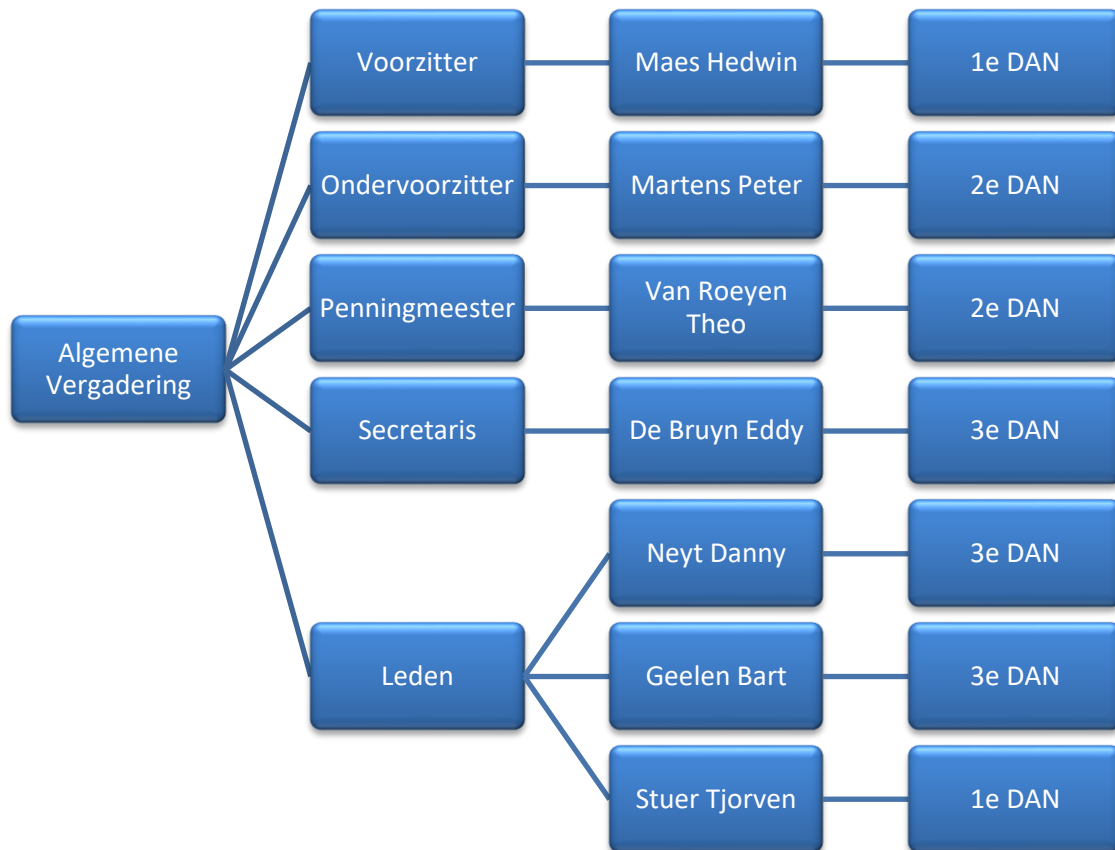 Voorzitter
Maes Hedwin
1e DAN
Ondervoorzitter
Martens Peter
2e DAN
Penningmeester
Van Roeyen
Theo
2e DAN
Algemene
Vergadering
Secretaris
De Bruyn Eddy
3e DAN
Neyt Danny
3e DAN
Leden
Geelen Bart
3e DAN
Stuer Tjorven
1e DAN